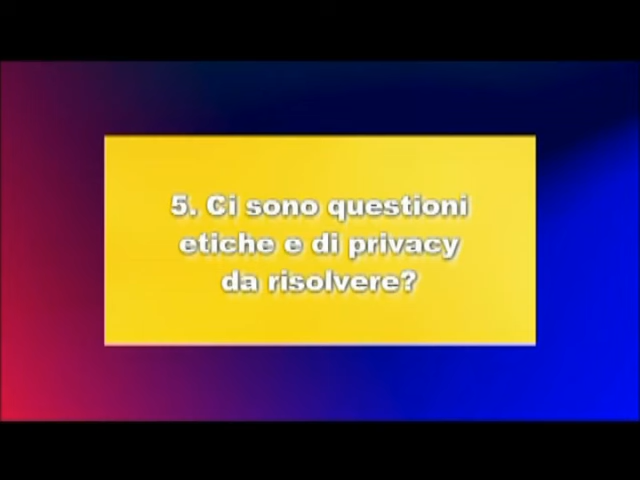 5. Ci sono questioni
etiche e di privacy
da risolvere?